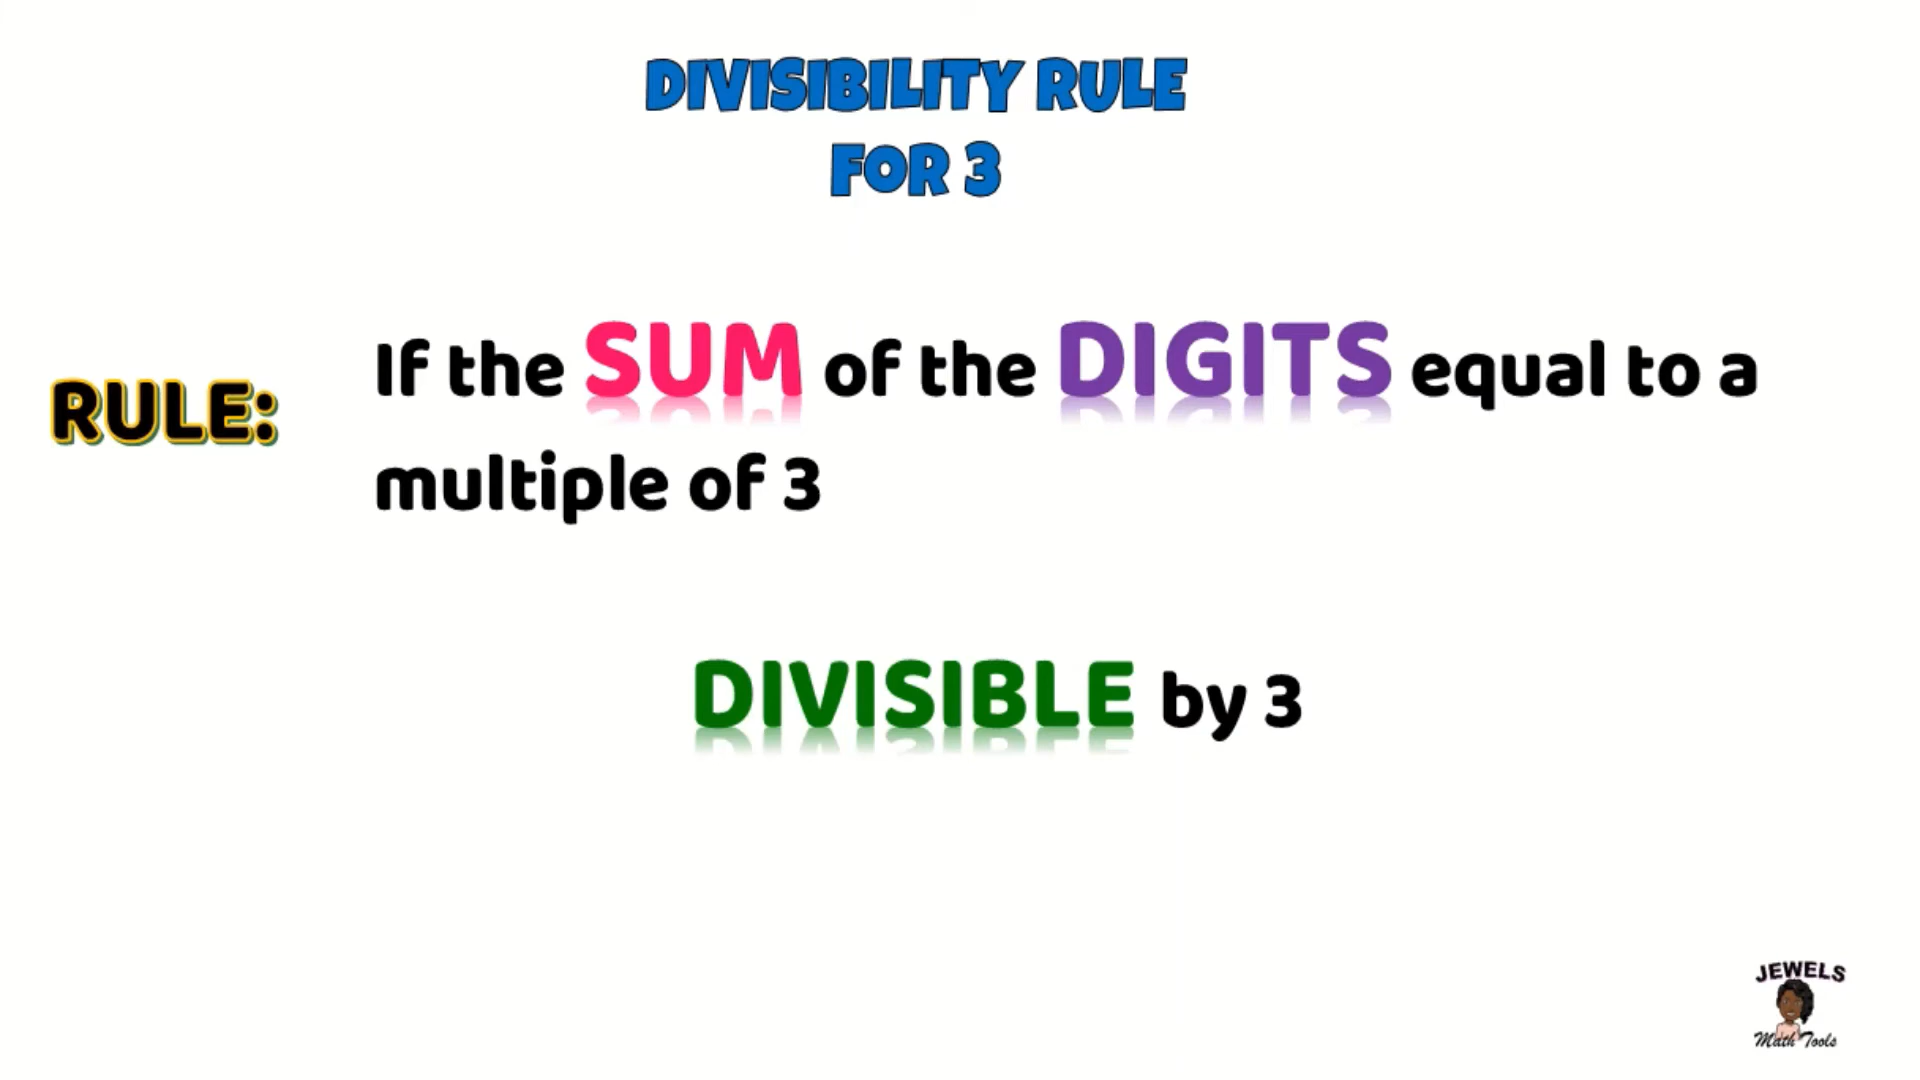 DIVISIBILITY RULE
FOR 3
RULE:
If the SUM of the DIGITS equal to a
multiple of 3
DIVISIBLE by 3
JEWELS
Math Tools